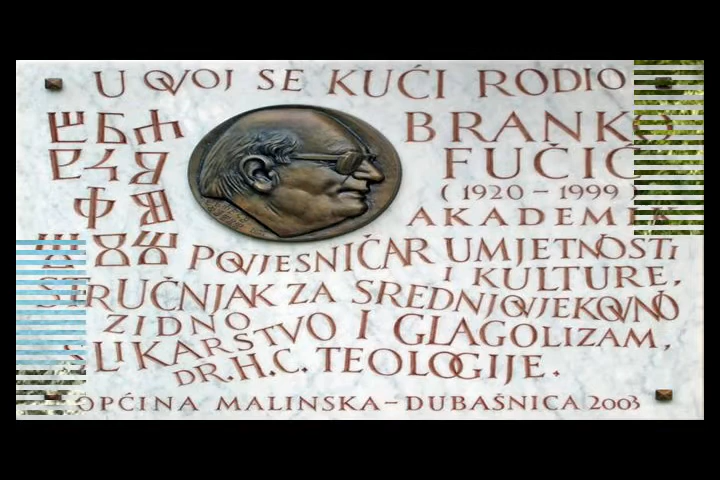 U OVOJ SE KUĆI RODIO
BRANKO
FUČIĆ
(1920 – 1999)
AKADEMIK
POVJESNIČAR UMJETNOSTI
I KULTURE,
STRUČNJAK ZA SREDNJOVJEKOVNO
ZIDNO
SLIKARSTVO I GLAGOLIZAM,
DR. H. C. TEOLOGIJE.
OPĆINA MALINSKA – DUBAŠNICA 2003